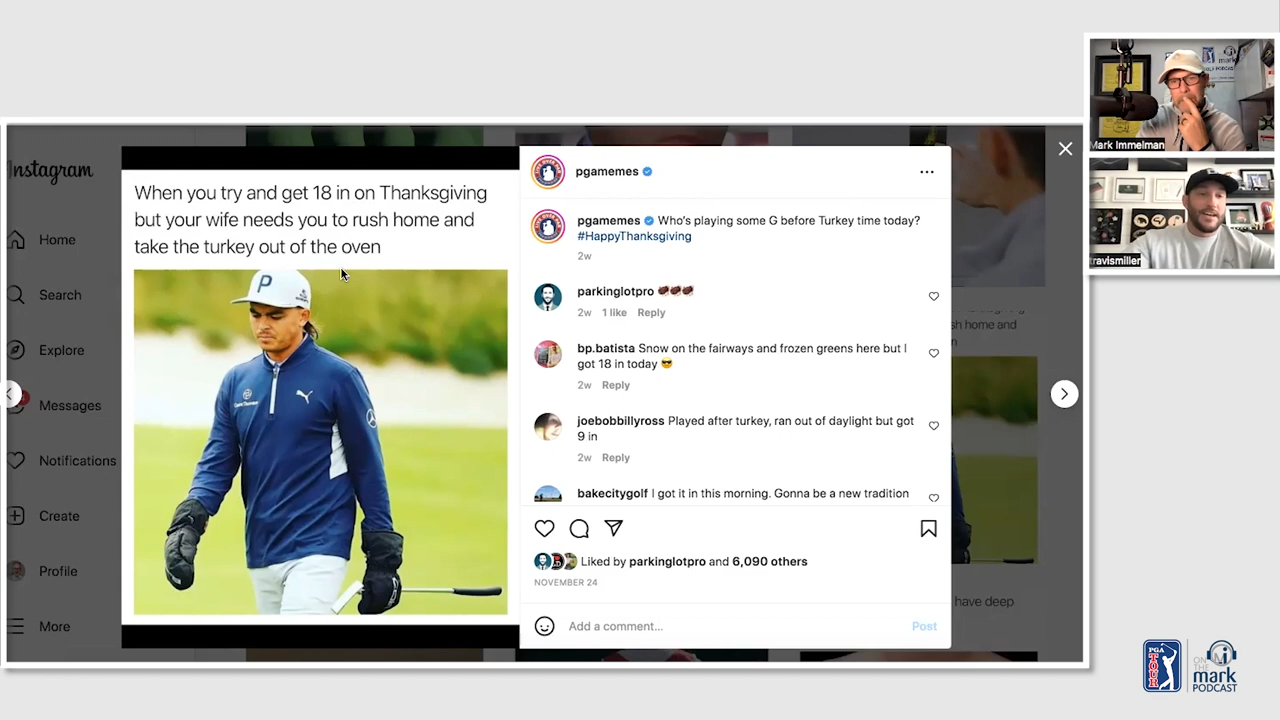 Instagram
Home
Search
Explore
Messages
Notifications
Create
Profile
More
When you try and get 18 in on Thanksgiving
but your wife needs you to rush home and
take the turkey out of the oven
P
pgamemes
pgamemes Who's playing some G before Turkey time today?
#HappyThanksgiving
2w
parkinglotpro
2w 1 like Reply
bp.batista Snow on the fairways and frozen greens here but I
got 18 in today 😎
2w Reply
joebobbillyross Played after turkey, ran out of daylight but got
9 in
2w Reply
bakecitygolf I got it in this morning. Gonna be a new tradition
Liked by parkinglotpro and 6,090 others
NOVEMBER 24
Add a comment... Post
sh home and
have deep
Mark Immelman
travismiller
PGA TOUR
ON THE
mark
PODCAST